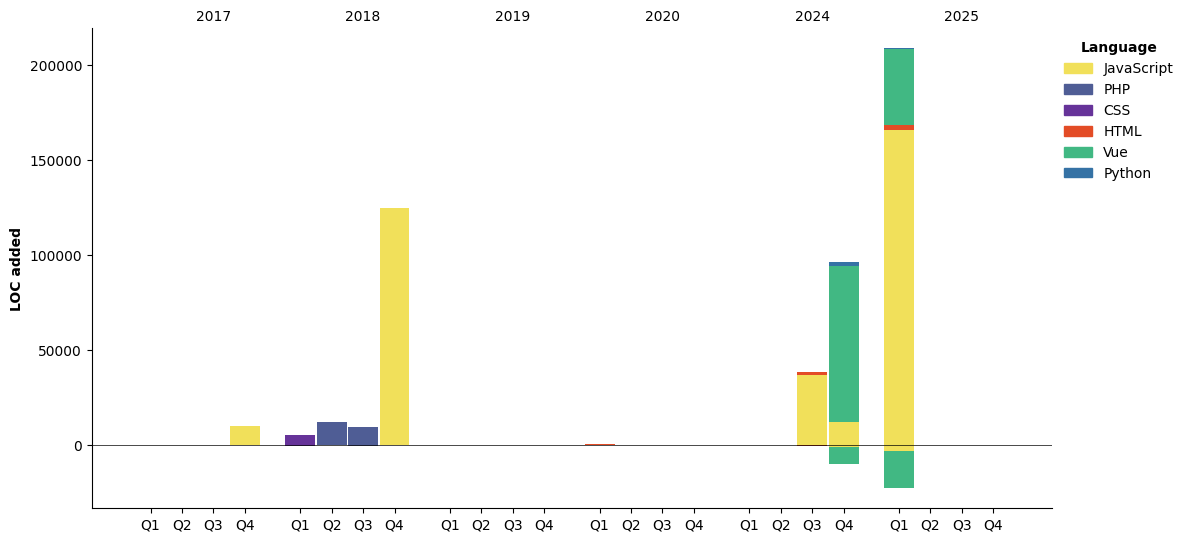 2017 2018 2019 2020 2024 2025
Language
JavaScript
PHP
CSS
HTML
Vue
Python
LOC added
200000
150000
100000
50000
0
Q1 Q2 Q3 Q4 Q1 Q2 Q3 Q4 Q1 Q2 Q3 Q4 Q1 Q2 Q3 Q4 Q1 Q2 Q3 Q4 Q1 Q2 Q3 Q4